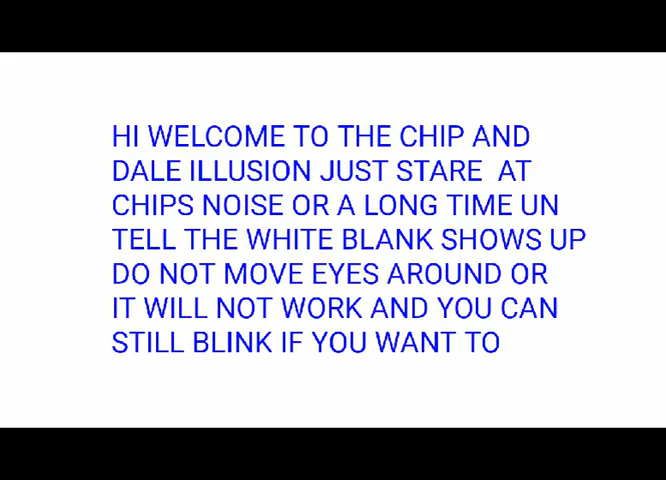 HI WELCOME TO THE CHIP AND
DALE ILLUSION JUST STARE  AT
CHIPS NOISE OR A LONG TIME UN
TELL THE WHITE BLANK SHOWS UP
DO NOT MOVE EYES AROUND OR
IT WILL NOT WORK AND YOU CAN
STILL BLINK IF YOU WANT TO